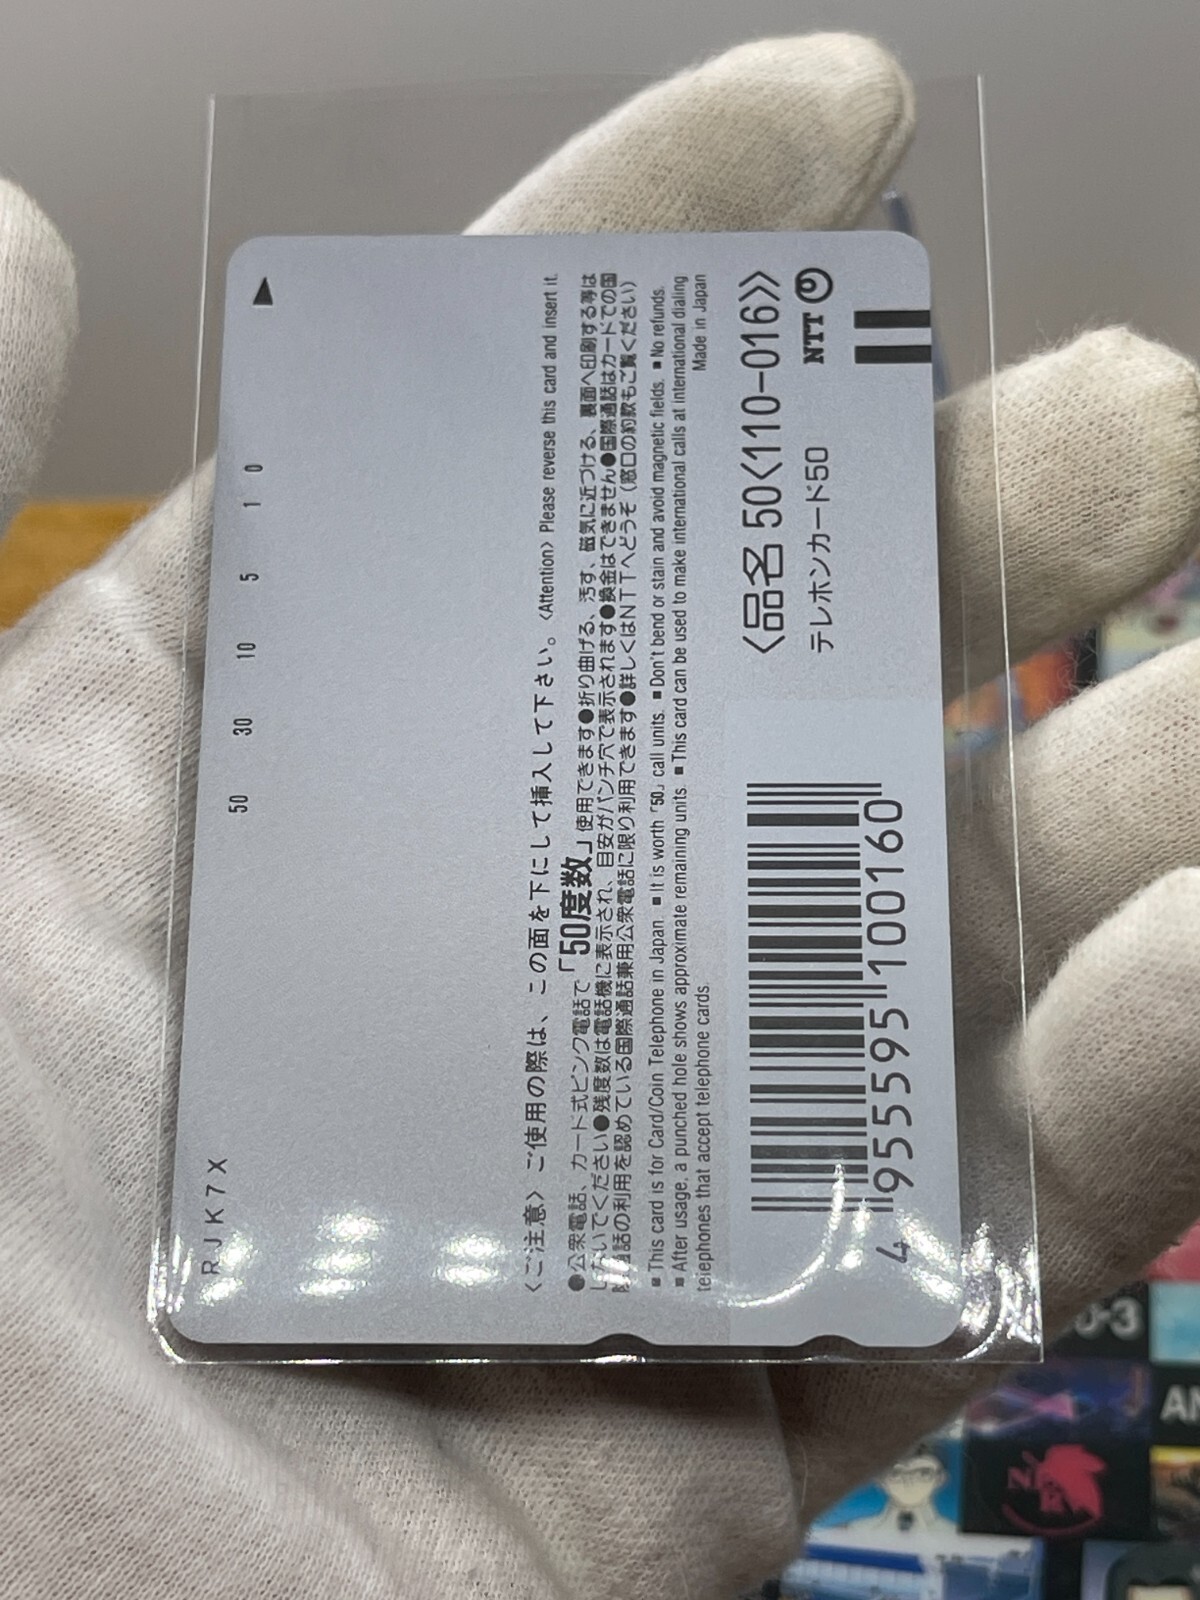 RJK7X
50 30 10 5 1 0
〈ご注意〉ご使用の際は、この面を下にして挿入して下さい。〈Attention〉Please reverse this card and insert it.
●公衆電話、カード式ピンク電話で「50度数」使用できます●折り曲げる、汚す、磁気に近づける、裏面へ印刷する等は
しないでください●残度数は電話機に表示され、目安がパンチ穴で表示されます●換金はできません●国際通話はカードでの国
際通話の利用を認めている国際通話兼用公衆電話に限り利用できます●詳しくはNTTへどうぞ(窓口の約款もご覧ください)
■This card is for Card/Coin Telephone in Japan. ■It is worth「50」call units. ■Don't bend or stain and avoid magnetic fields. ■No refunds.
■After usage, a punched hole shows approximate remaining units. ■This card can be used to make international calls at international dialing
telephones that accept telephone cards. Made in Japan
〈品名 50〈110-016〉〉
テレホンカード50
NTT
4 955595 100160
0-3
AN